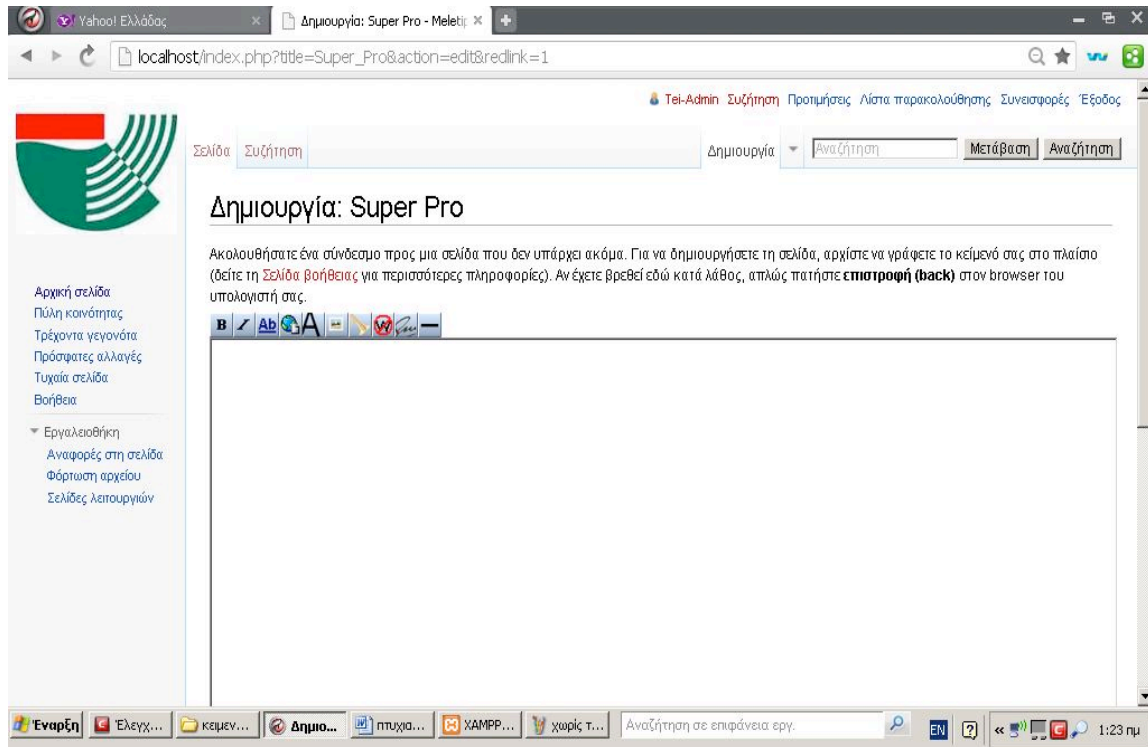 Yahoo! Ελλάδας
Δημιουργία: Super Pro - Meletip
localhost/index.php?title=Super_Pro&action=edit&redlink=1
Tei-Admin Συζήτηση Προτιμήσεις Λίστα παρακολούθησης Συνεισφορές Έξοδος
Σελίδα Συζήτηση Δημιουργία Αναζήτηση Μετάβαση Αναζήτηση
Δημιουργία: Super Pro
Ακολουθήσατε ένα σύνδεσμο προς μια σελίδα που δεν υπάρχει ακόμα. Για να δημιουργήσετε τη σελίδα, αρχίστε να γράφετε το κείμενό σας στο πλαίσιο
(δείτε τη Σελίδα βοήθειας για περισσότερες πληροφορίες). Αν έχετε βρεθεί εδώ κατά λάθος, απλώς πατήστε επιστροφή (back) στον browser του
υπολογιστή σας.
B I Ab A W
Αρχική σελίδα
Πύλη κοινότητας
Τρέχοντα γεγονότα
Πρόσφατες αλλαγές
Τυχαία σελίδα
Βοήθεια
Εργαλειοθήκη
Αναφορές στη σελίδα
Φόρτωση αρχείου
Σελίδες λειτουργιών
Έναρξη Έλεγχ... κειμεν... Δημιο... πτυχια... XAMPP... χωρίς τ... Αναζήτηση σε επιφάνεια εργ. EN 1:23 πμ